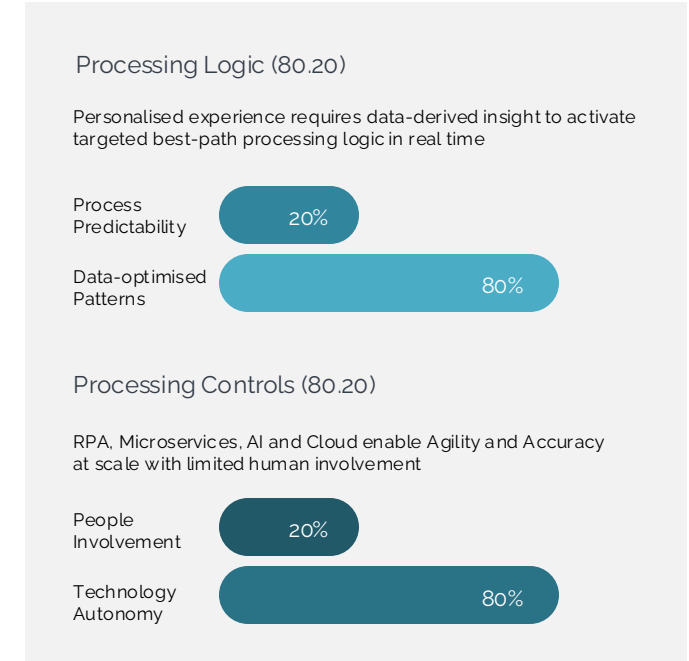 Processing Logic (80.20)
Personalised experience requires data-derived insight to activate
targeted best-path processing logic in real time
Process
Predictability
20%
Data-optimised
Patterns
80%
Processing Controls (80.20)
RPA, Microservices, AI and Cloud enable Agility and Accuracy
at scale with limited human involvement
People
Involvement
20%
Technology
Autonomy
80%